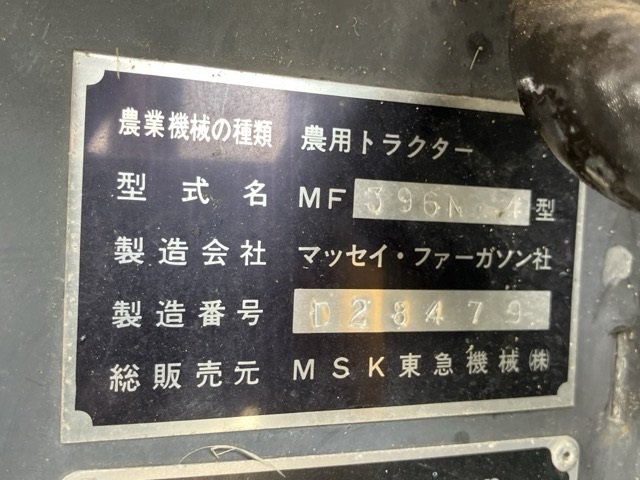 農業機械の種類 農用トラクター
型式名 MF 396N-4 型
製造会社 マッセイ・ファーガソン社
製造番号 D28479
総販売元 MSK東急機械(株)